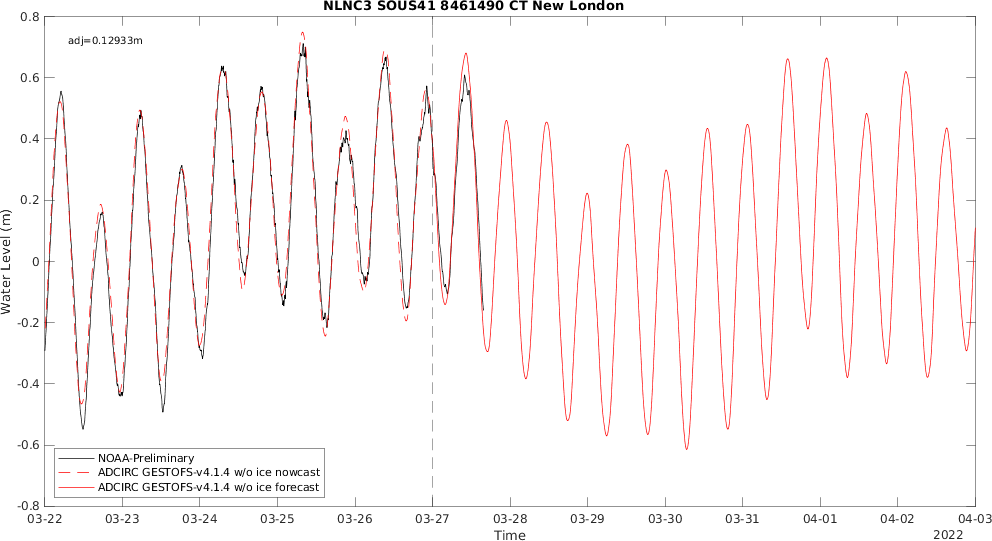 NLNC3 SOUS41 8461490 CT New London
adj=0.12933m
0.8
0.6
0.4
0.2
0
-0.2
-0.4
-0.6
-0.8
Water Level (m)
NOAA-Preliminary
ADCIRC GESTOFS-v4.1.4 w/o ice nowcast
ADCIRC GESTOFS-v4.1.4 w/o ice forecast
03-22 03-23 03-24 03-25 03-26 03-27 03-28 03-29 03-30 03-31 04-01 04-02 04-03
Time
2022